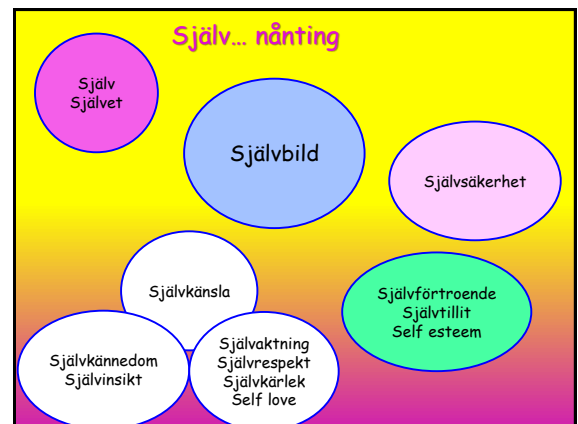 Själv... nånting
Själv
Självet
Självbild
Självsäkerhet
Självkänsla
Självförtroende
Självtillit
Self esteem
Självkännedom
Självinsikt
Självaktning
Självrespekt
Självkärlek
Self love